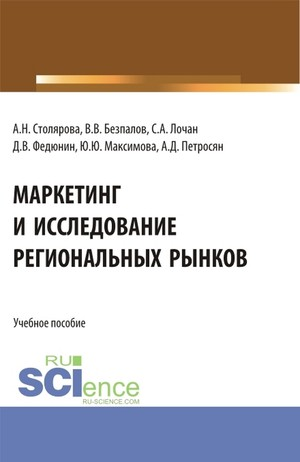 А.Н. Столярова, В.В. Безпалов, С.А. Лочан
Д.В. Федюнин, Ю.Ю. Максимова, А.Д. Петросян
МАРКЕТИНГ
И ИССЛЕДОВАНИЕ
РЕГИОНАЛЬНЫХ РЫНКОВ
Учебное пособие
RU
SCIence
RU-SCIENCE.COM